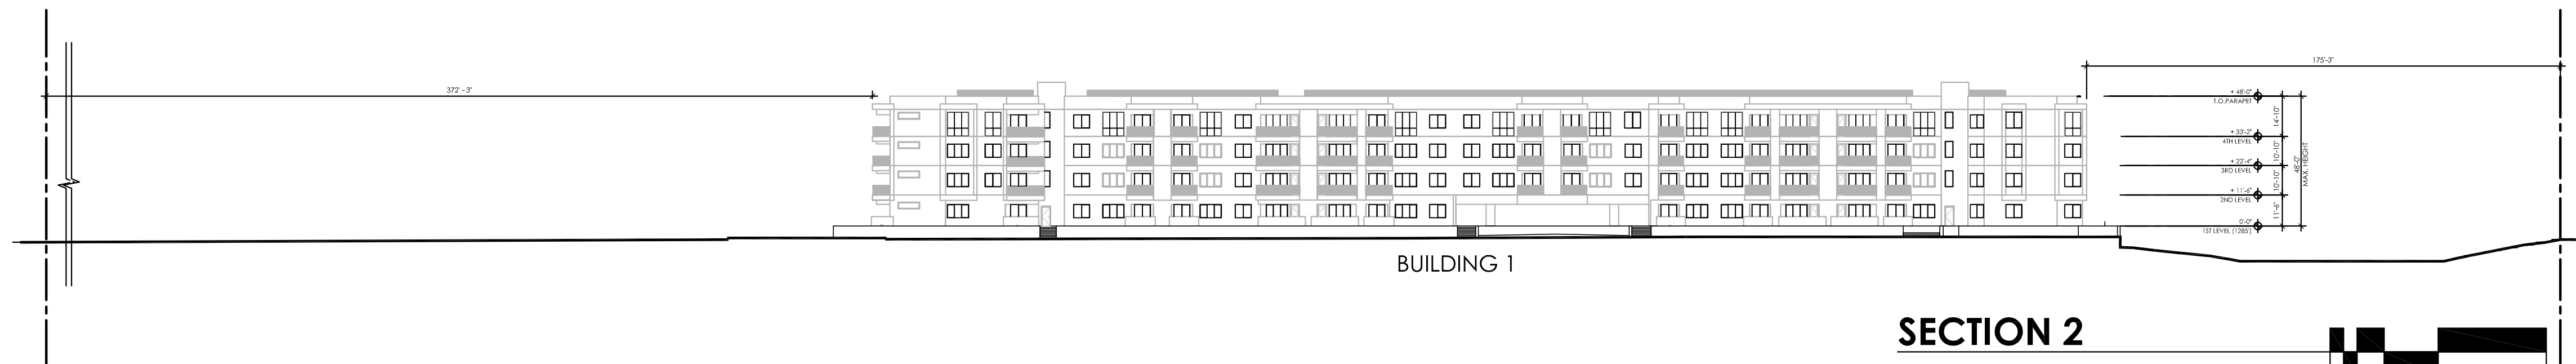 175'-3"
372' - 3"
+ 48'-0"
T.O.PARAPET
14'-10"
+ 33'-2"
4TH LEVEL
10'-10"
48'-0"
MAX. HEIGHT
+ 22'-4"
3RD LEVEL
10'-10"
+ 11'-6"
2ND LEVEL
11'-6"
0'-0"
1ST LEVEL (1285')
BUILDING 1
SECTION 2